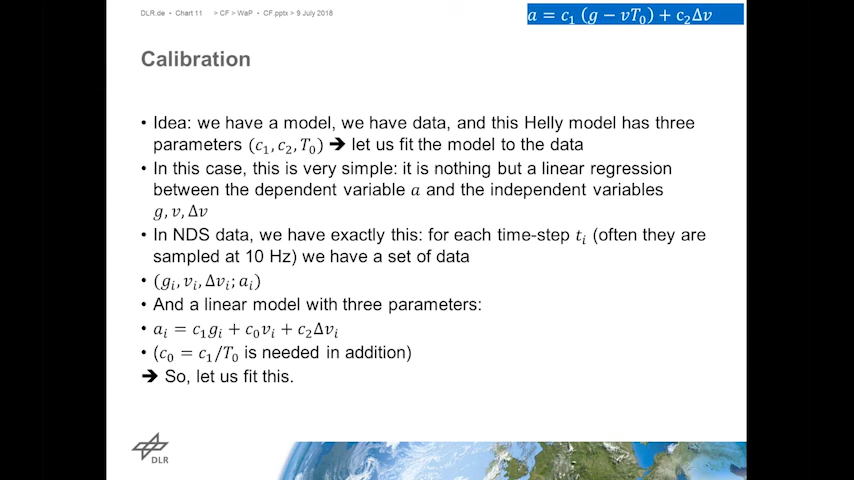 DLR.de • Chart 11 > CF > WaP • CF.pptx > 9 July 2018
a = c₁ (g − vT₀) + c₂Δv
Calibration
• Idea: we have a model, we have data, and this Helly model has three
parameters (c₁, c₂, T₀) 🡺 let us fit the model to the data
• In this case, this is very simple: it is nothing but a linear regression
between the dependent variable a and the independent variables
g, v, Δv
• In NDS data, we have exactly this: for each time-step tᵢ (often they are
sampled at 10 Hz) we have a set of data
• (gᵢ, vᵢ, Δvᵢ; aᵢ)
• And a linear model with three parameters:
• aᵢ = c₁gᵢ + c₀vᵢ + c₂Δvᵢ
• (c₀ = c₁/T₀ is needed in addition)
🡺 So, let us fit this.
DLR